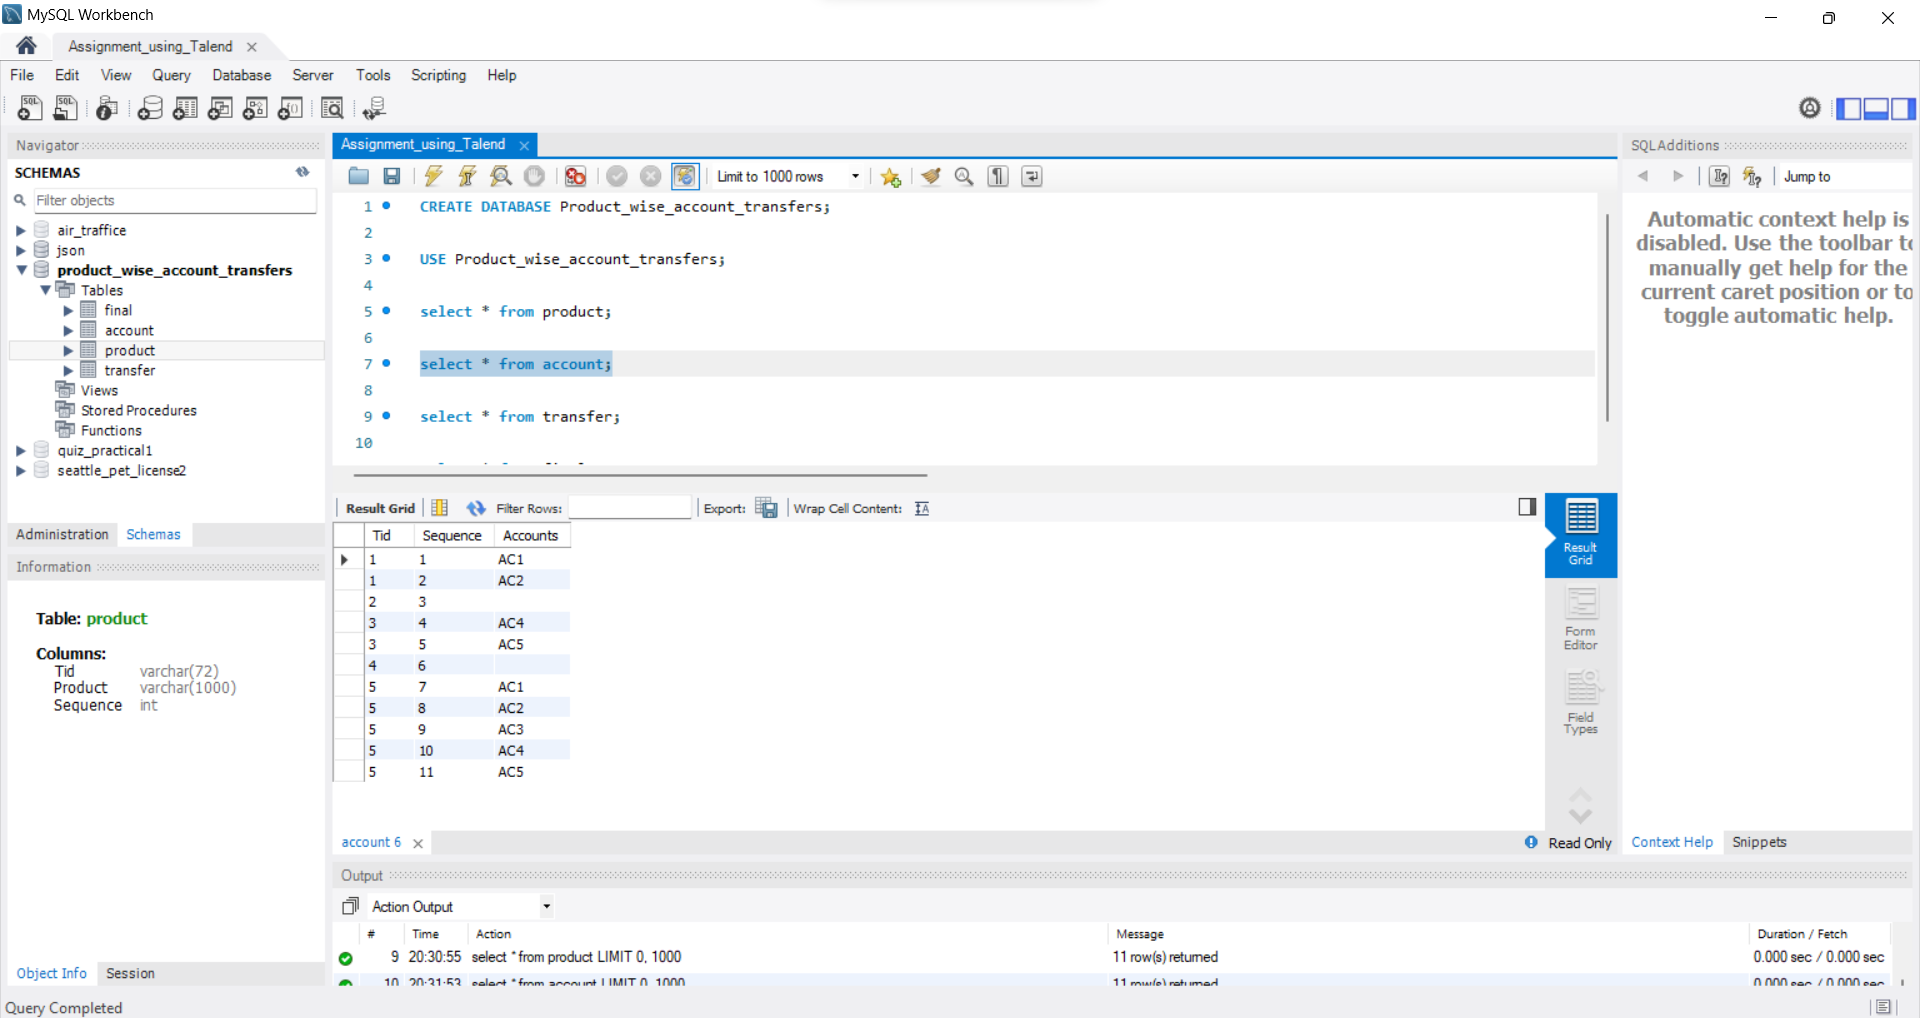 MySQL Workbench
Assignment_using_Talend
File Edit View Query Database Server Tools Scripting Help
Navigator
SCHEMAS
Filter objects
air_traffice
json
product_wise_account_transfers
Tables
final
account
product
transfer
Views
Stored Procedures
Functions
quiz_practical1
seattle_pet_license2
Administration Schemas
Information
Table: product
Columns:
Tid varchar(72)
Product varchar(1000)
Sequence int
Object Info Session
Query Completed
Assignment_using_Talend
Limit to 1000 rows
1 CREATE DATABASE Product_wise_account_transfers;
2
3 USE Product_wise_account_transfers;
4
5 select * from product;
6
7 select * from account;
8
9 select * from transfer;
10
Result Grid Filter Rows: Export: Wrap Cell Content:
Tid Sequence Accounts
1 1 AC1
1 2 AC2
2 3
3 4 AC4
3 5 AC5
4 6
5 7 AC1
5 8 AC2
5 9 AC3
5 10 AC4
5 11 AC5
Result
Grid
Form
Editor
Field
Types
account 6
Read Only
SQLAdditions
Jump to
Automatic context help is
disabled. Use the toolbar to
manually get help for the
current caret position or to
toggle automatic help.
Context Help Snippets
Output
Action Output
# Time Action Message Duration / Fetch
9 20:30:55 select * from product LIMIT 0, 1000 11 row(s) returned 0.000 sec / 0.000 sec
10 20:31:53 select * from account LIMIT 0, 1000 11 row(s) returned 0.000 sec / 0.000 sec